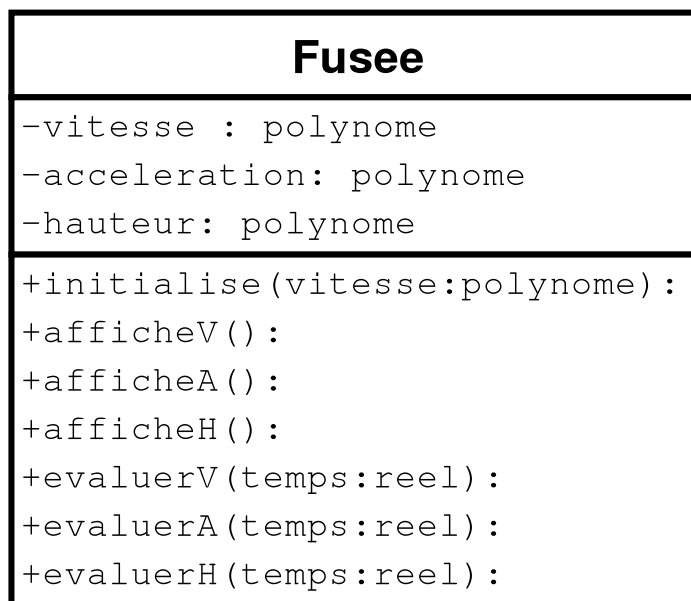 Fusee
-vitesse : polynome
-acceleration: polynome
-hauteur: polynome
+initialise(vitesse:polynome):
+afficheV():
+afficheA():
+afficheH():
+evaluerV(temps:reel):
+evaluerA(temps:reel):
+evaluerH(temps:reel):